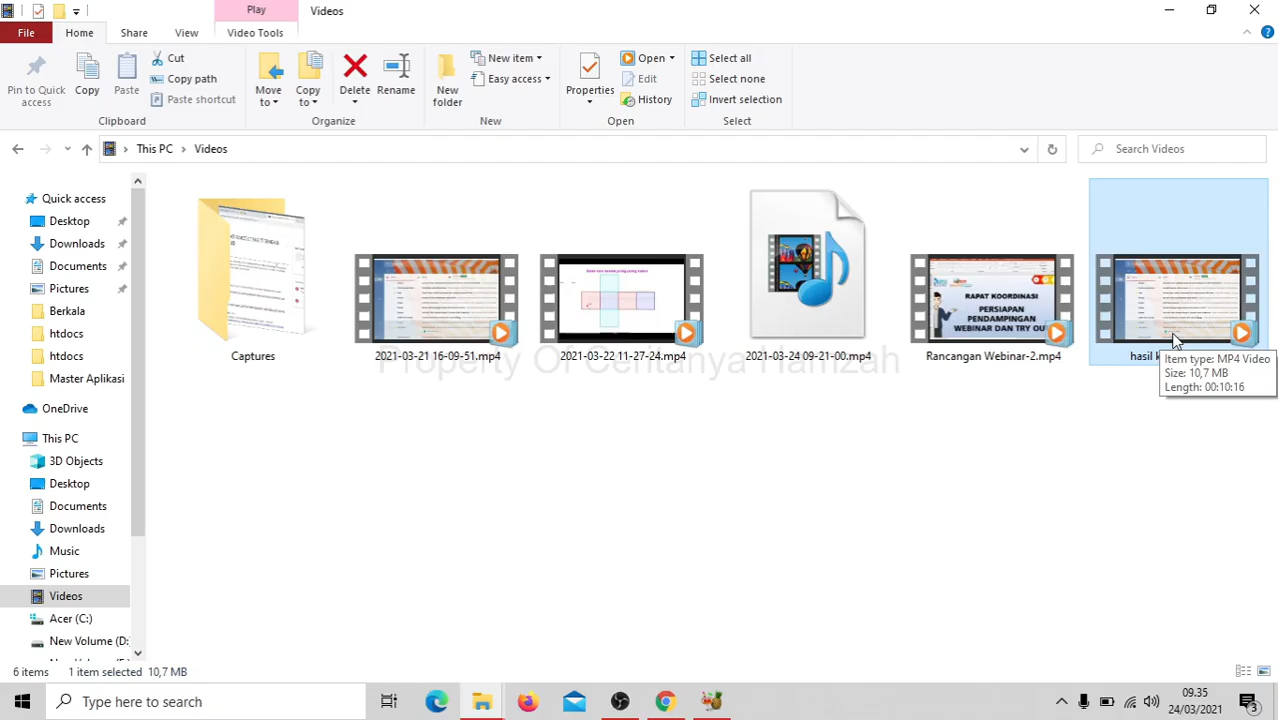 Play
Videos
File
Home
Share
View
Video Tools
Pin to Quick access
Copy
Paste
Cut
Copy path
Paste shortcut
Clipboard
Move to
Copy to
Delete
Rename
Organize
New folder
New item
Easy access
New
Properties
Open
Edit
History
Open
Select all
Select none
Invert selection
Select
This PC
Videos
Search Videos
Quick access
Desktop
Downloads
Documents
Pictures
Berkala
htdocs
htdocs
Master Aplikasi
OneDrive
This PC
3D Objects
Desktop
Documents
Downloads
Music
Pictures
Videos
Acer (C:)
New Volume (D:
Captures
2021-03-21 16-09-51.mp4
2021-03-22 11-27-24.mp4
2021-03-24 09-21-00.mp4
RAPAT KOORDINASI
PERSIAPAN
PENDAMPINGAN
WEBINAR DAN TRY OU
Rancangan Webinar-2.mp4
hasil k
Item type: MP4 Video
Size: 10,7 MB
Length: 00:10:16
Property Of Ceritanya Hamzah
6 items
1 item selected 10,7 MB
Type here to search
09.35
24/03/2021
3